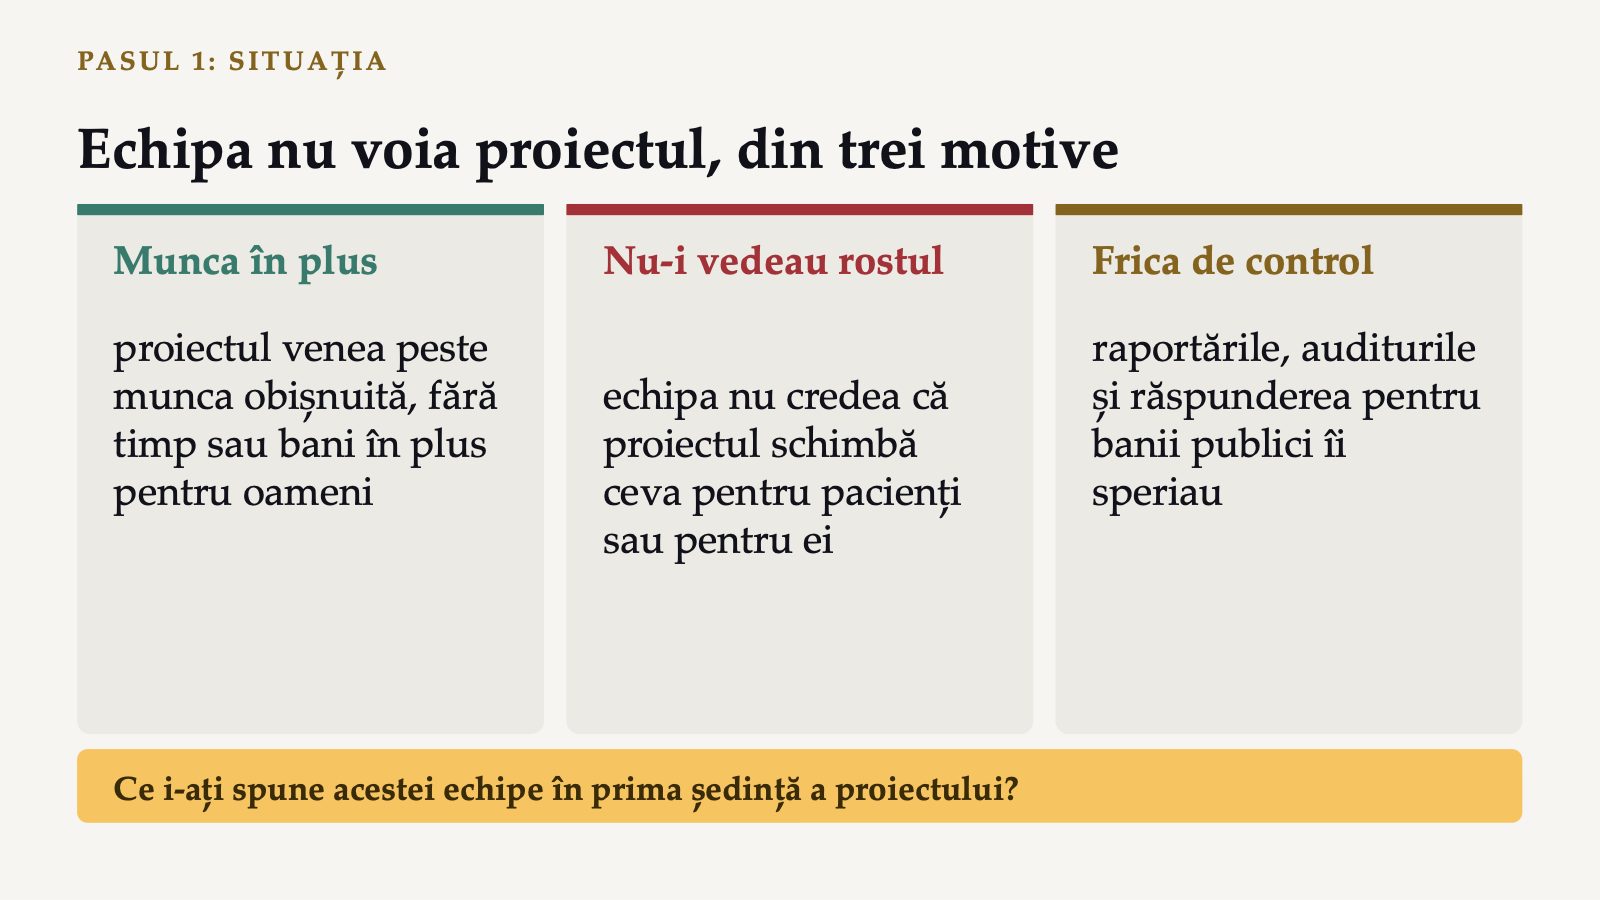 PASUL 1: SITUAȚIA
Echipa nu voia proiectul, din trei motive
Munca în plus
proiectul venea peste
munca obișnuită, fără
timp sau bani în plus
pentru oameni
Nu-i vedeau rostul
echipa nu credea că
proiectul schimbă
ceva pentru pacienți
sau pentru ei
Frica de control
raportările, auditurile
și răspunderea pentru
banii publici îi
speriau
Ce i-ați spune acestei echipe în prima ședință a proiectului?